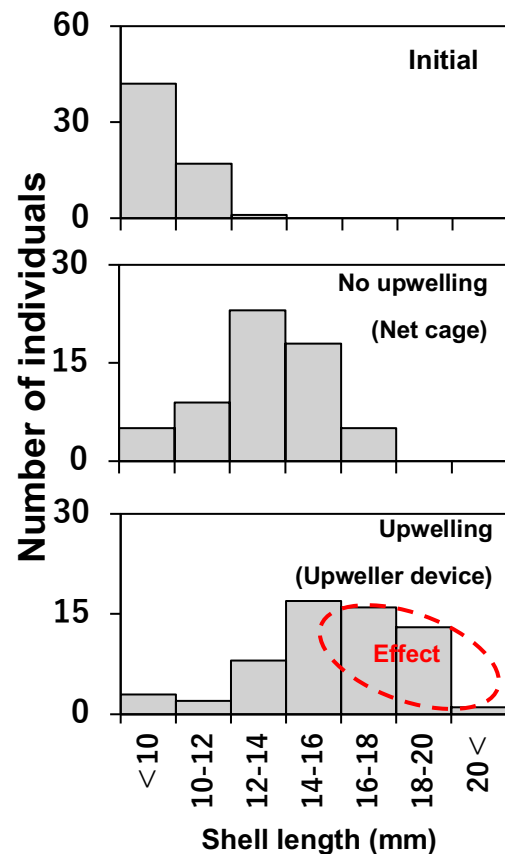 Number of individuals
60
30
0
Initial
30
15
0
No upwelling
(Net cage)
30
15
0
Upwelling
(Upweller device)
Effect
＜10
10-12
12-14
14-16
16-18
18-20
20＜
Shell length (mm)